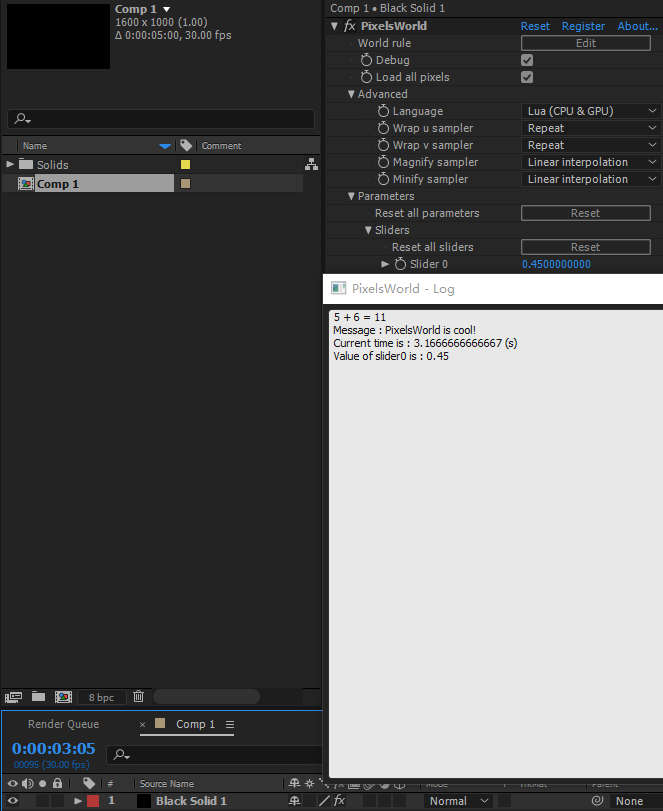 Comp 1
1600 x 1000 (1.00)
Δ 0:00:05:00, 30.00 fps
Name Comment
Solids
Comp 1
8 bpc
Comp 1 • Black Solid 1
fx PixelsWorld Reset Register About...
World rule Edit
Debug
Load all pixels
Advanced
Language Lua (CPU & GPU)
Wrap u sampler Repeat
Wrap v sampler Repeat
Magnify sampler Linear interpolation
Minify sampler Linear interpolation
Parameters
Reset all parameters Reset
Sliders
Reset all sliders Reset
Slider 0 0.4500000000
PixelsWorld - Log
5 + 6 = 11
Message : PixelsWorld is cool!
Current time is : 3.1666666666667 (s)
Value of slider0 is : 0.45
Render Queue × Comp 1
0:00:03:05
00095 (30.00 fps)
# Source Name Mode TrkMat Parent
1 Black Solid 1 fx Normal None